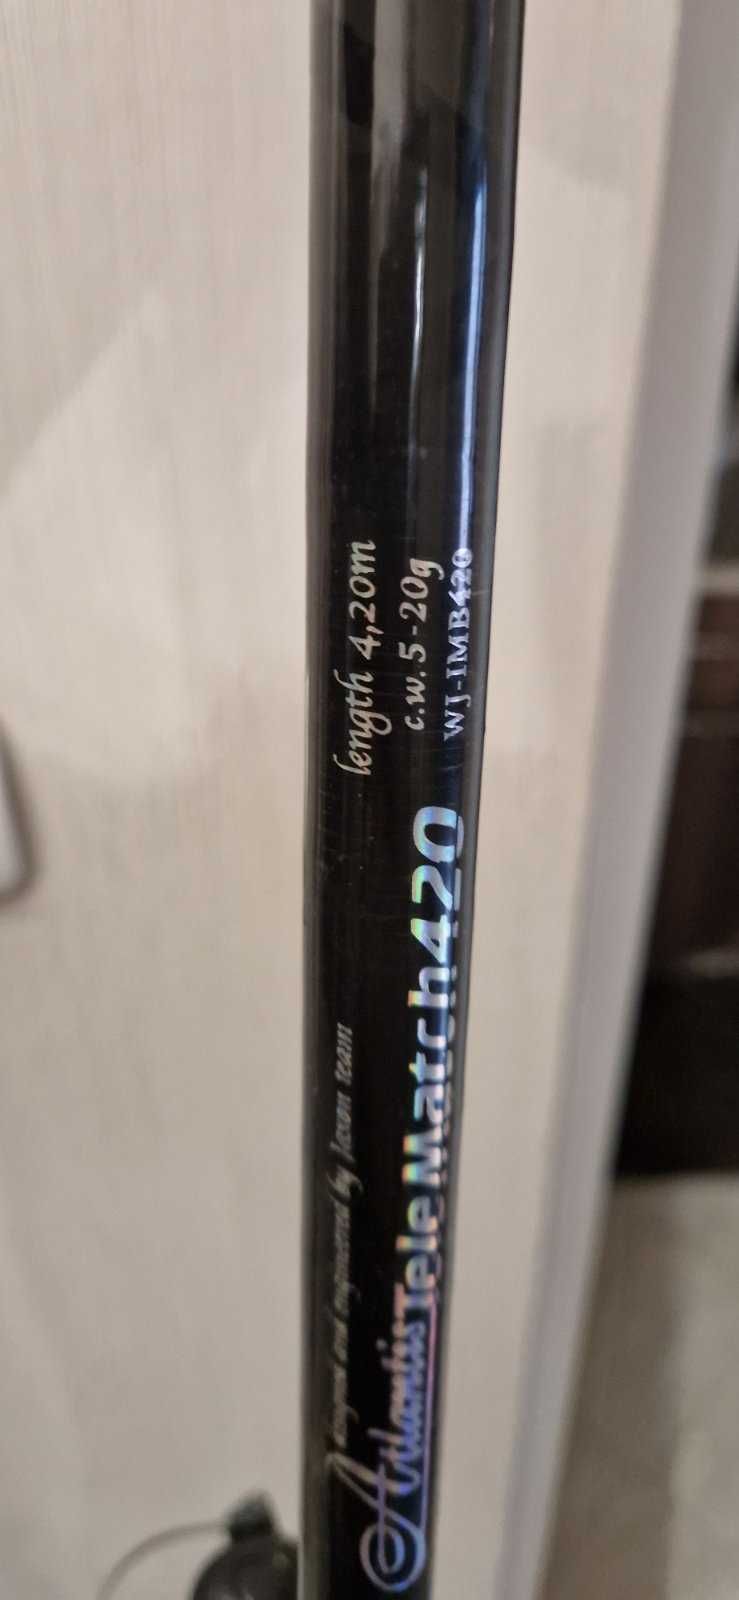 length 4,20m
c.w. 5-20g
WJ-IMB420
Atlantis TeleMatch420
designed and engineered by Jaxon team